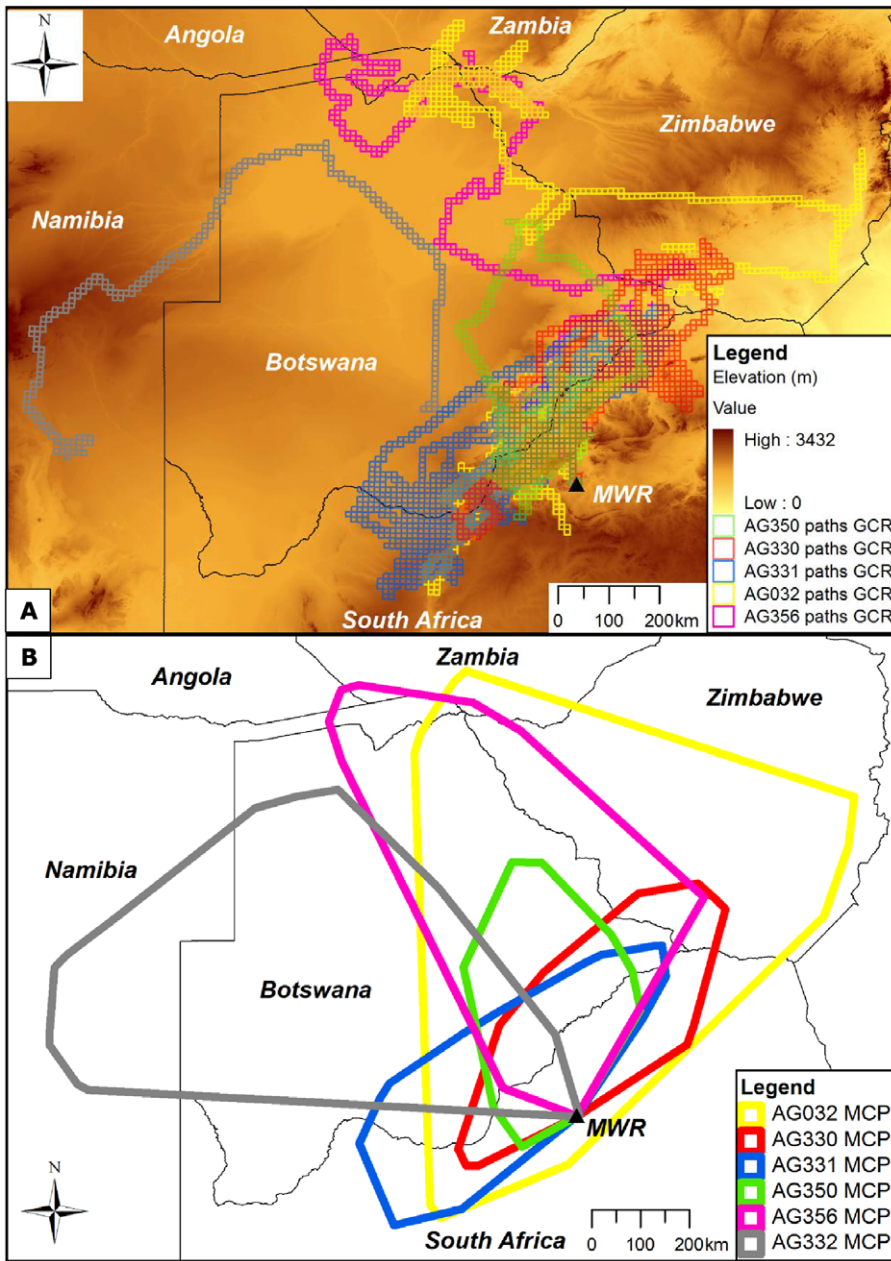 Angola
Zambia
N
Zimbabwe
Namibia
Botswana
Legend
Elevation (m)
Value
High : 3432
Low : 0
MWR
AG350 paths GCR
AG330 paths GCR
AG331 paths GCR
AG032 paths GCR
AG356 paths GCR
0 100 200km
South Africa
A
B
Zambia
Angola
Zimbabwe
Namibia
Botswana
Legend
AG032 MCP
AG330 MCP
AG331 MCP
AG350 MCP
AG356 MCP
AG332 MCP
MWR
N
0 100 200km
South Africa